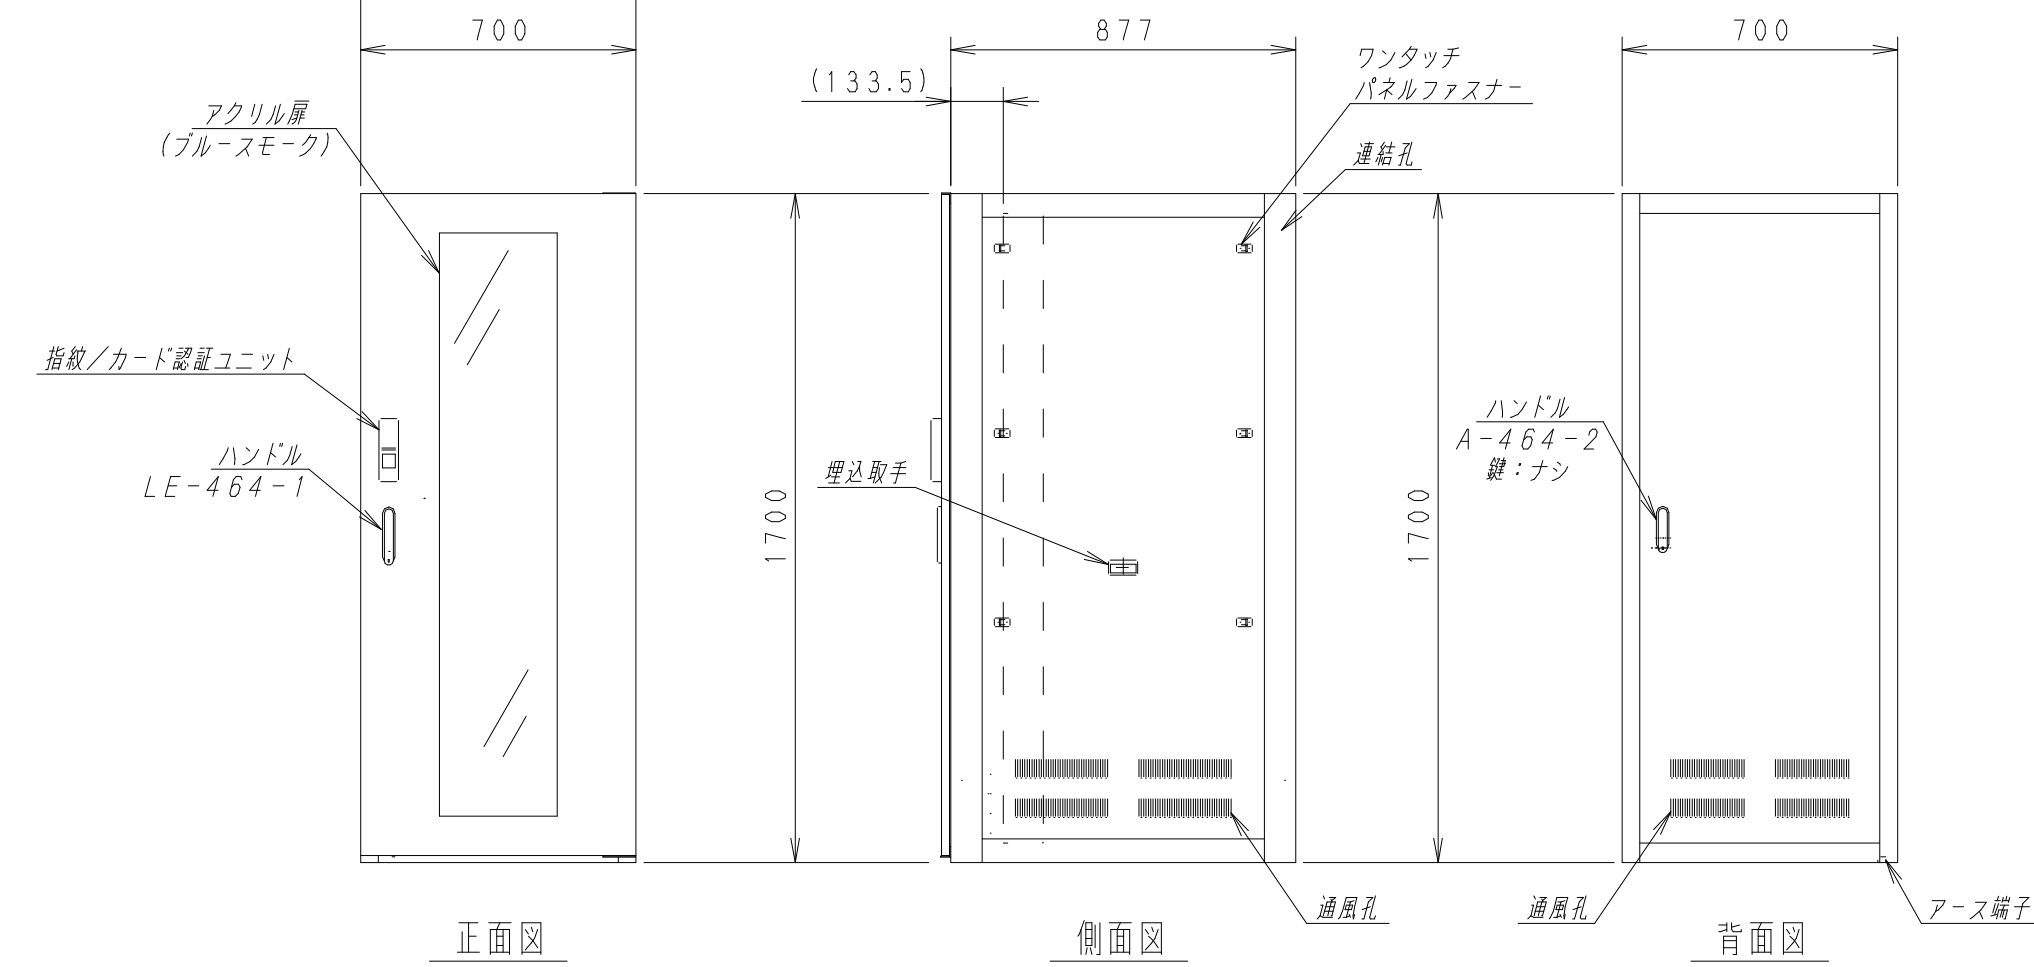 700
アクリル扉
(ブルースモーク)
指紋/カード認証ユニット
ハンドル
LE-464-1
正面図
1700
877
(133.5)
ワンタッチ
パネルファスナー
連結孔
埋込取手
通風孔
側面図
1700
700
ハンドル
A-464-2
鍵:ナシ
通風孔
アース端子
背面図